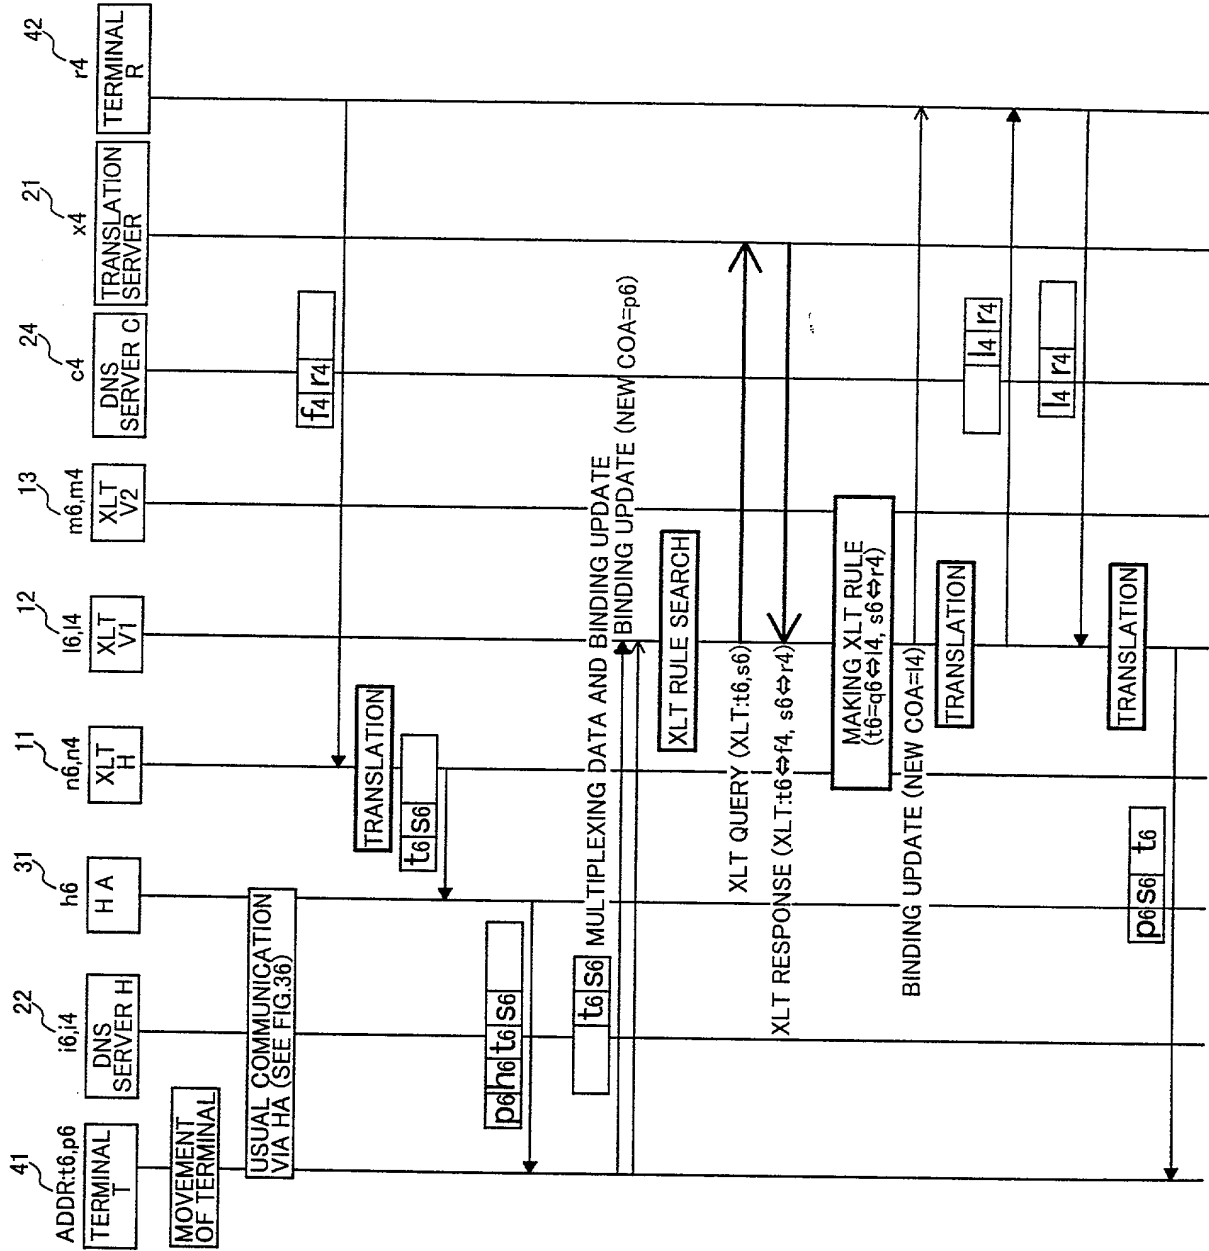 41
ADDR:t6,p6
TERMINAL
T
22
i6,i4
DNS
SERVER H
31
h6
H A
11
n6,n4
XLT
H
12
l6,l4
XLT
V1
13
m6,m4
XLT
V2
24
c4
DNS
SERVER C
21
x4
TRANSLATION
SERVER
42
r4
TERMINAL
R
MOVEMENT
OF TERMINAL
USUAL COMMUNICATION
VIA HA (SEE FIG.36)
f4 r4
TRANSLATION
t6 s6
p6 h6 t6 s6
t6 s6
MULTIPLEXING DATA AND BINDING UPDATE
BINDING UPDATE (NEW COA=p6)
XLT RULE SEARCH
XLT QUERY (XLT:t6,s6)
XLT RESPONSE (XLT:t6⇔f4, s6⇔r4)
MAKING XLT RULE
(t6=q6⇔l4, s6⇔r4)
BINDING UPDATE (NEW COA=l4)
TRANSLATION
l4 r4
l4 r4
TRANSLATION
p6 s6 t6